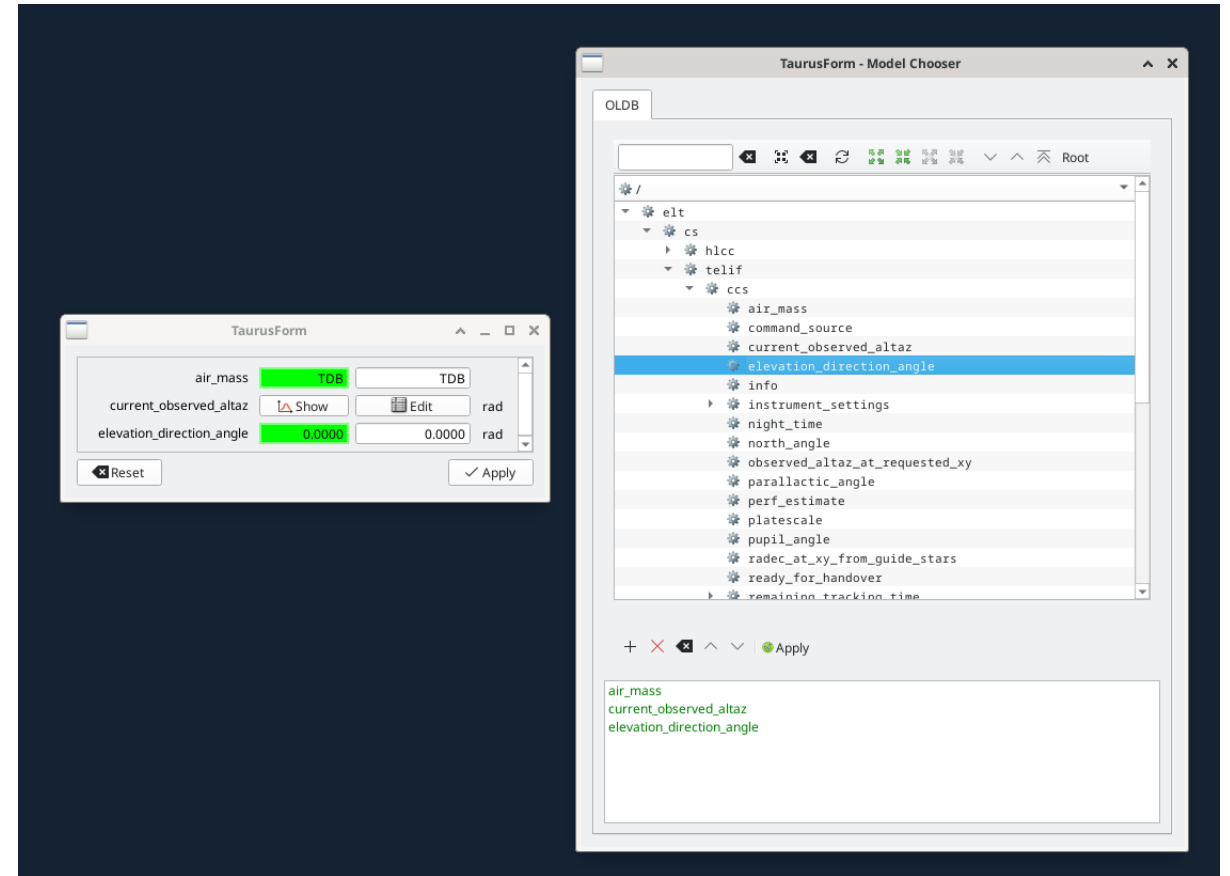 TaurusForm
air_mass TDB TDB
current_observed_altaz Show Edit rad
elevation_direction_angle 0.0000 0.0000 rad
Reset Apply
TaurusForm - Model Chooser
OLDB
Root
/
elt
cs
hlcc
telif
ccs
air_mass
command_source
current_observed_altaz
elevation_direction_angle
info
instrument_settings
night_time
north_angle
observed_altaz_at_requested_xy
parallactic_angle
perf_estimate
platescale
pupil_angle
radec_at_xy_from_guide_stars
ready_for_handover
remaining_tracking_time
Apply
air_mass
current_observed_altaz
elevation_direction_angle